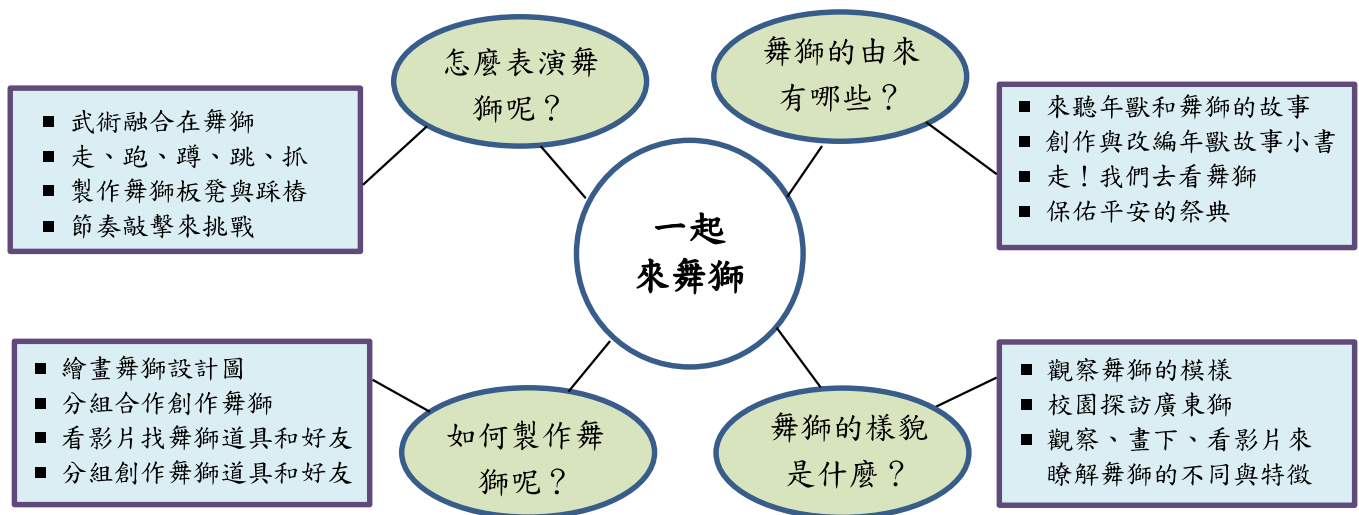 怎麼表演舞
獅呢？
武術融合在舞獅
走、跑、蹲、跳、抓
製作舞獅板凳與踩樁
節奏敲擊來挑戰
舞獅的由來
有哪些？
來聽年獸和舞獅的故事
創作與改編年獸故事小書
走！我們去看舞獅
保佑平安的祭典
一起
來舞獅
如何製作舞
獅呢？
繪畫舞獅設計圖
分組合作創作舞獅
看影片找舞獅道具和好友
分組創作舞獅道具和好友
舞獅的樣貌
是什麼？
觀察舞獅的模樣
校園探訪廣東獅
觀察、畫下、看影片來
瞭解舞獅的不同與特徵